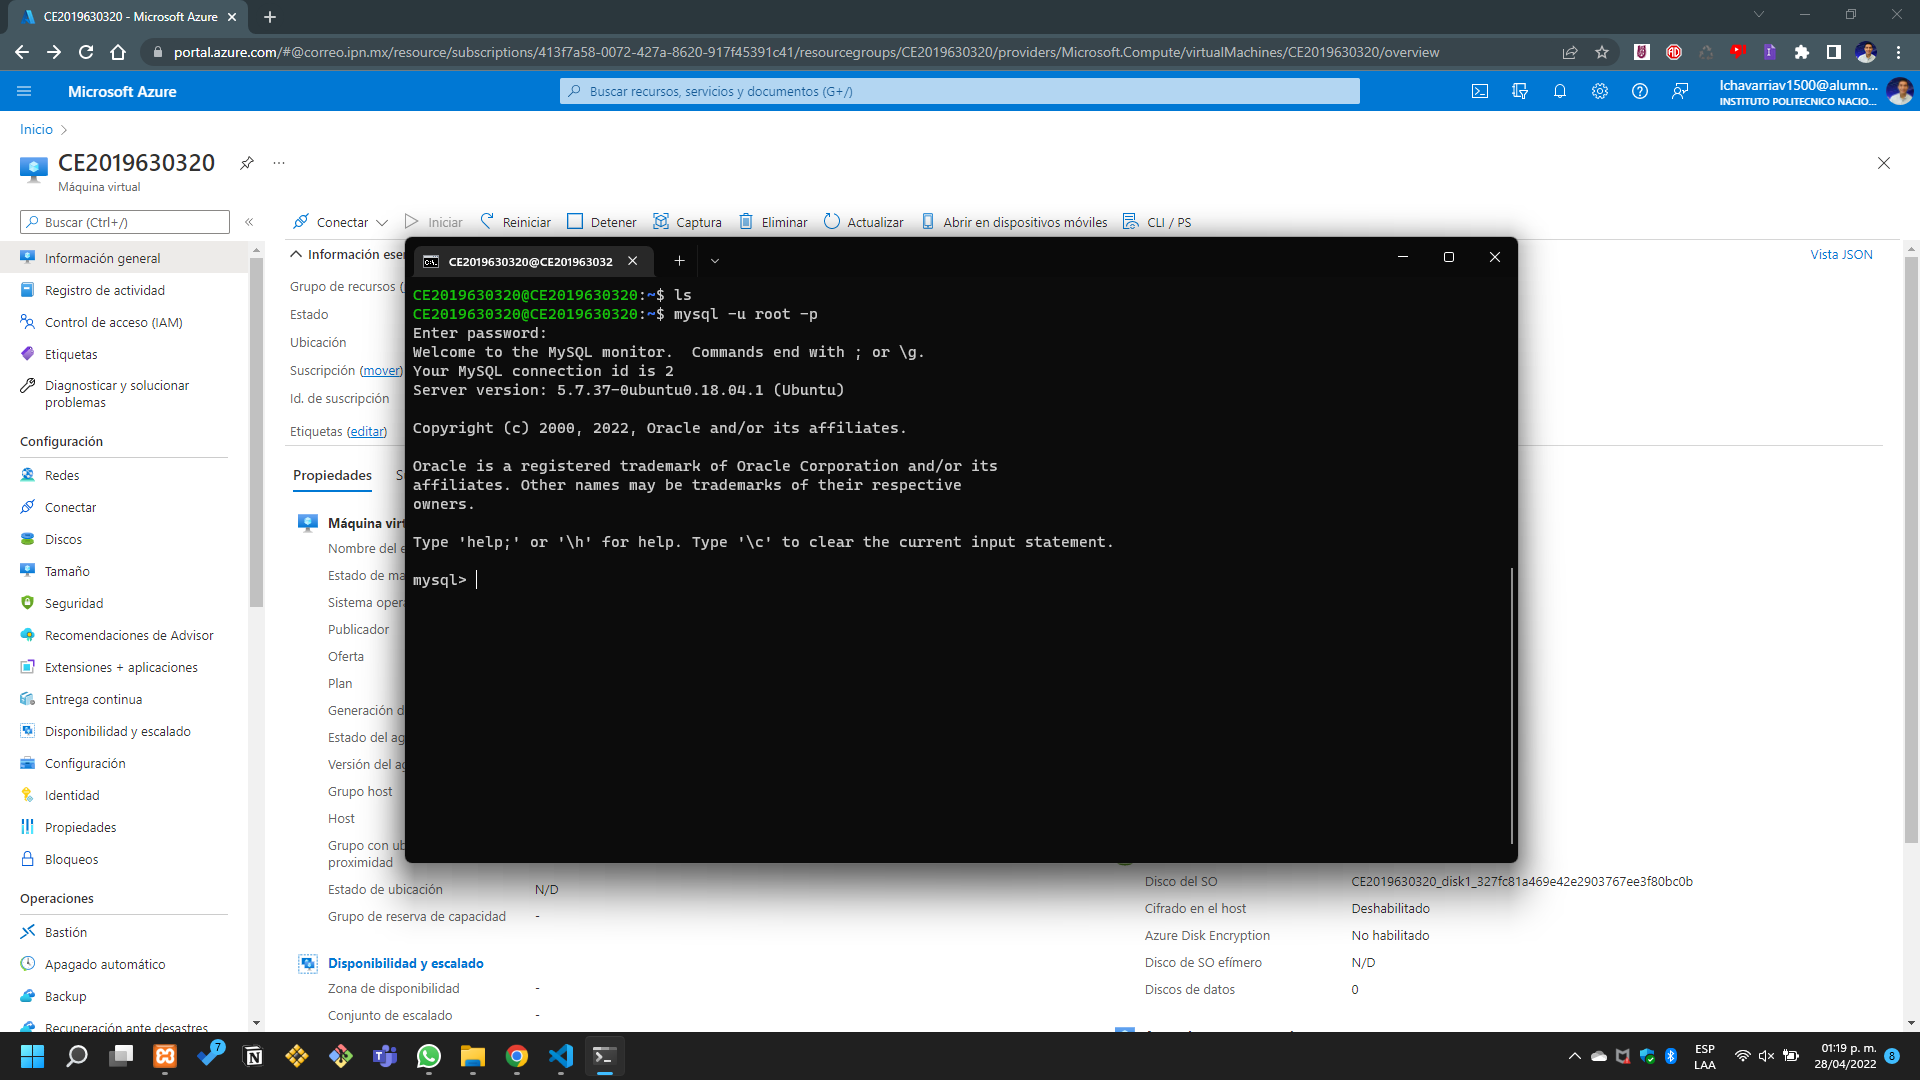 CE2019630320 - Microsoft Azure
portal.azure.com/#@correo.ipn.mx/resource/subscriptions/413f7a58-0072-427a-8620-917f45391c41/resourcegroups/CE2019630320/providers/Microsoft.Compute/virtualMachines/CE2019630320/overview
Microsoft Azure
Buscar recursos, servicios y documentos (G+/)
lchavarriav1500@alumn...
INSTITUTO POLITECNICO NACIO...
Inicio
CE2019630320
Máquina virtual
Buscar (Ctrl+/)
Conectar
Iniciar
Reiniciar
Detener
Captura
Eliminar
Actualizar
Abrir en dispositivos móviles
CLI / PS
Información general
Registro de actividad
Control de acceso (IAM)
Etiquetas
Diagnosticar y solucionar
problemas
Configuración
Redes
Conectar
Discos
Tamaño
Seguridad
Recomendaciones de Advisor
Extensiones + aplicaciones
Entrega continua
Disponibilidad y escalado
Configuración
Identidad
Propiedades
Bloqueos
Operaciones
Bastión
Apagado automático
Backup
Recuperación ante desastres
Información esen
Vista JSON
Grupo de recursos (
Estado
Ubicación
Suscripción (mover)
Id. de suscripción
Etiquetas (editar)
Propiedades
S
Máquina virt
Nombre del e
Estado de ma
Sistema opera
Publicador
Oferta
Plan
Generación d
Estado del ag
Versión del ag
Grupo host
Host
Grupo con ub
proximidad
Estado de ubicación N/D
Grupo de reserva de capacidad -
Disponibilidad y escalado
Zona de disponibilidad -
Conjunto de escalado -
CE2019630320@CE201963032
CE2019630320@CE2019630320:~$ ls
CE2019630320@CE2019630320:~$ mysql -u root -p
Enter password:
Welcome to the MySQL monitor.  Commands end with ; or \g.
Your MySQL connection id is 2
Server version: 5.7.37-0ubuntu0.18.04.1 (Ubuntu)
Copyright (c) 2000, 2022, Oracle and/or its affiliates.
Oracle is a registered trademark of Oracle Corporation and/or its
affiliates. Other names may be trademarks of their respective
owners.
Type 'help;' or '\h' for help. Type '\c' to clear the current input statement.
mysql>
Disco del SO CE2019630320_disk1_327fc81a469e42e2903767ee3f80bc0b
Cifrado en el host Deshabilitado
Azure Disk Encryption No habilitado
Disco de SO efímero N/D
Discos de datos 0
7
ESP
LAA
01:19 p. m.
28/04/2022
8